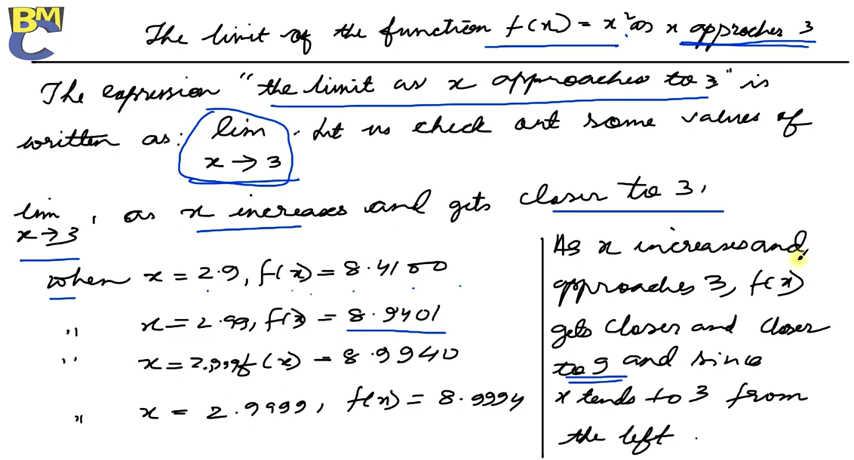 BMC
The limit of the function f(x) = x² as x approches 3
The expression "the limit as x approaches to 3" is
written as: lim x→3 . Let us check out some values of
lim x→3 , as x increases and gets closer to 3,
when x = 2.9, f(x) = 8.4100
" x = 2.99, f(x) = 8.9401
" x = 2.999, f(x) = 8.9940
" x = 2.9999, f(x) = 8.9994
As x increases and
approaches 3, f(x)
gets closer and closer
to 9 and since
x tends to 3 from
the left.